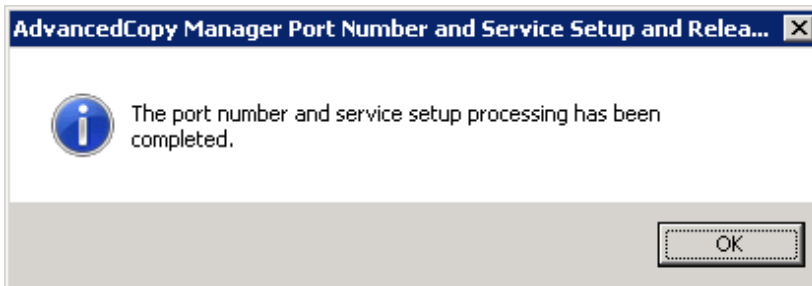 AdvancedCopy Manager Port Number and Service Setup and Relea...
The port number and service setup processing has been
completed.
OK